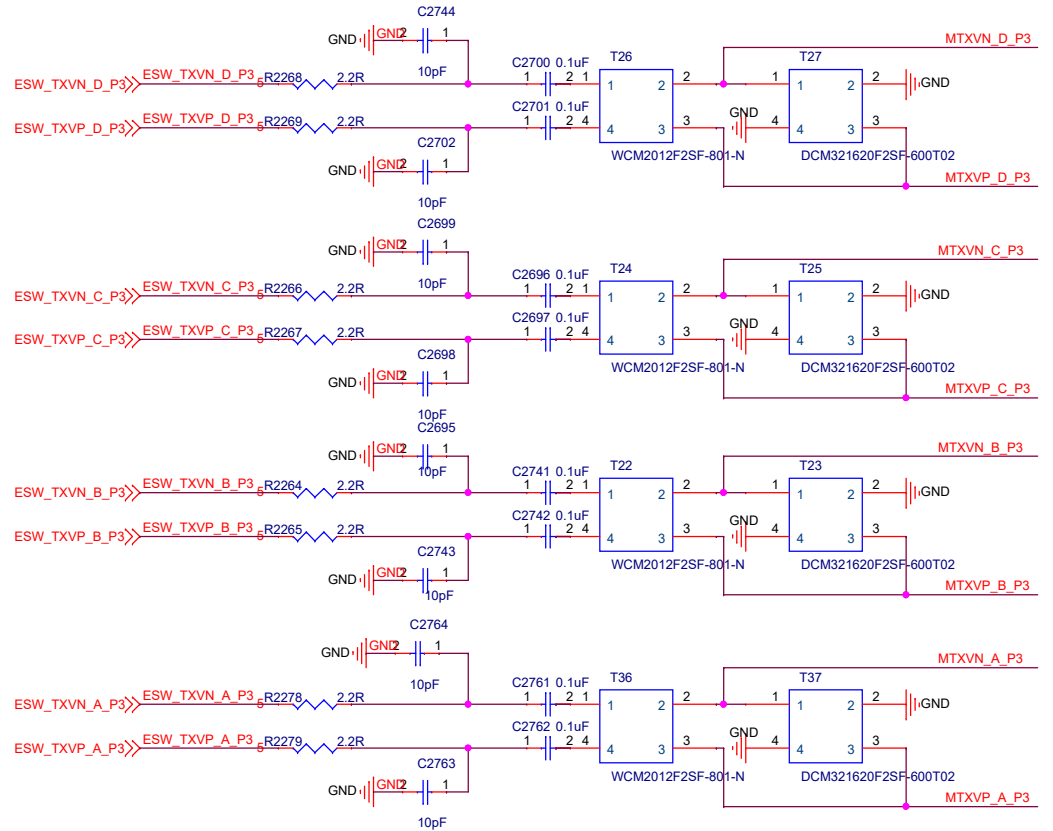 C2744
GND GND 2 1 10pF
MTXVN_D_P3
ESW_TXVN_D_P3 ESW_TXVN_D_P3 5 R2268 2.2R
C2700 0.1uF 1 2 1
T26 1 2 2
T27 1 1 2 2 GND
ESW_TXVP_D_P3 ESW_TXVP_D_P3 5 R2269 2.2R
C2701 0.1uF 1 2 4
4 3 3
GND 4 4 3 3
WCM2012F2SF-801-N
DCM321620F2SF-600T02
C2702
GND GND 2 1 10pF
MTXVP_D_P3
C2699
GND GND 2 1 10pF
MTXVN_C_P3
ESW_TXVN_C_P3 ESW_TXVN_C_P3 5 R2266 2.2R
C2696 0.1uF 1 2 1
T24 1 2 2
T25 1 1 2 2 GND
ESW_TXVP_C_P3 ESW_TXVP_C_P3 5 R2267 2.2R
C2697 0.1uF 1 2 4
4 3 3
GND 4 4 3 3
WCM2012F2SF-801-N
DCM321620F2SF-600T02
C2698
GND GND 2 1 10pF
MTXVP_C_P3
C2695
GND GND 2 1 10pF
MTXVN_B_P3
ESW_TXVN_B_P3 ESW_TXVN_B_P3 5 R2264 2.2R
C2741 0.1uF 1 2 1
T22 1 2 2
T23 1 1 2 2 GND
ESW_TXVP_B_P3 ESW_TXVP_B_P3 5 R2265 2.2R
C2742 0.1uF 1 2 4
4 3 3
GND 4 4 3 3
WCM2012F2SF-801-N
DCM321620F2SF-600T02
C2743
GND GND 2 1 10pF
MTXVP_B_P3
C2764
GND GND 2 1 10pF
MTXVN_A_P3
ESW_TXVN_A_P3 ESW_TXVN_A_P3 5 R2278 2.2R
C2761 0.1uF 1 2 1
T36 1 2 2
T37 1 1 2 2 GND
ESW_TXVP_A_P3 ESW_TXVP_A_P3 5 R2279 2.2R
C2762 0.1uF 1 2 4
4 3 3
GND 4 4 3 3
WCM2012F2SF-801-N
DCM321620F2SF-600T02
C2763
GND GND 2 1 10pF
MTXVP_A_P3